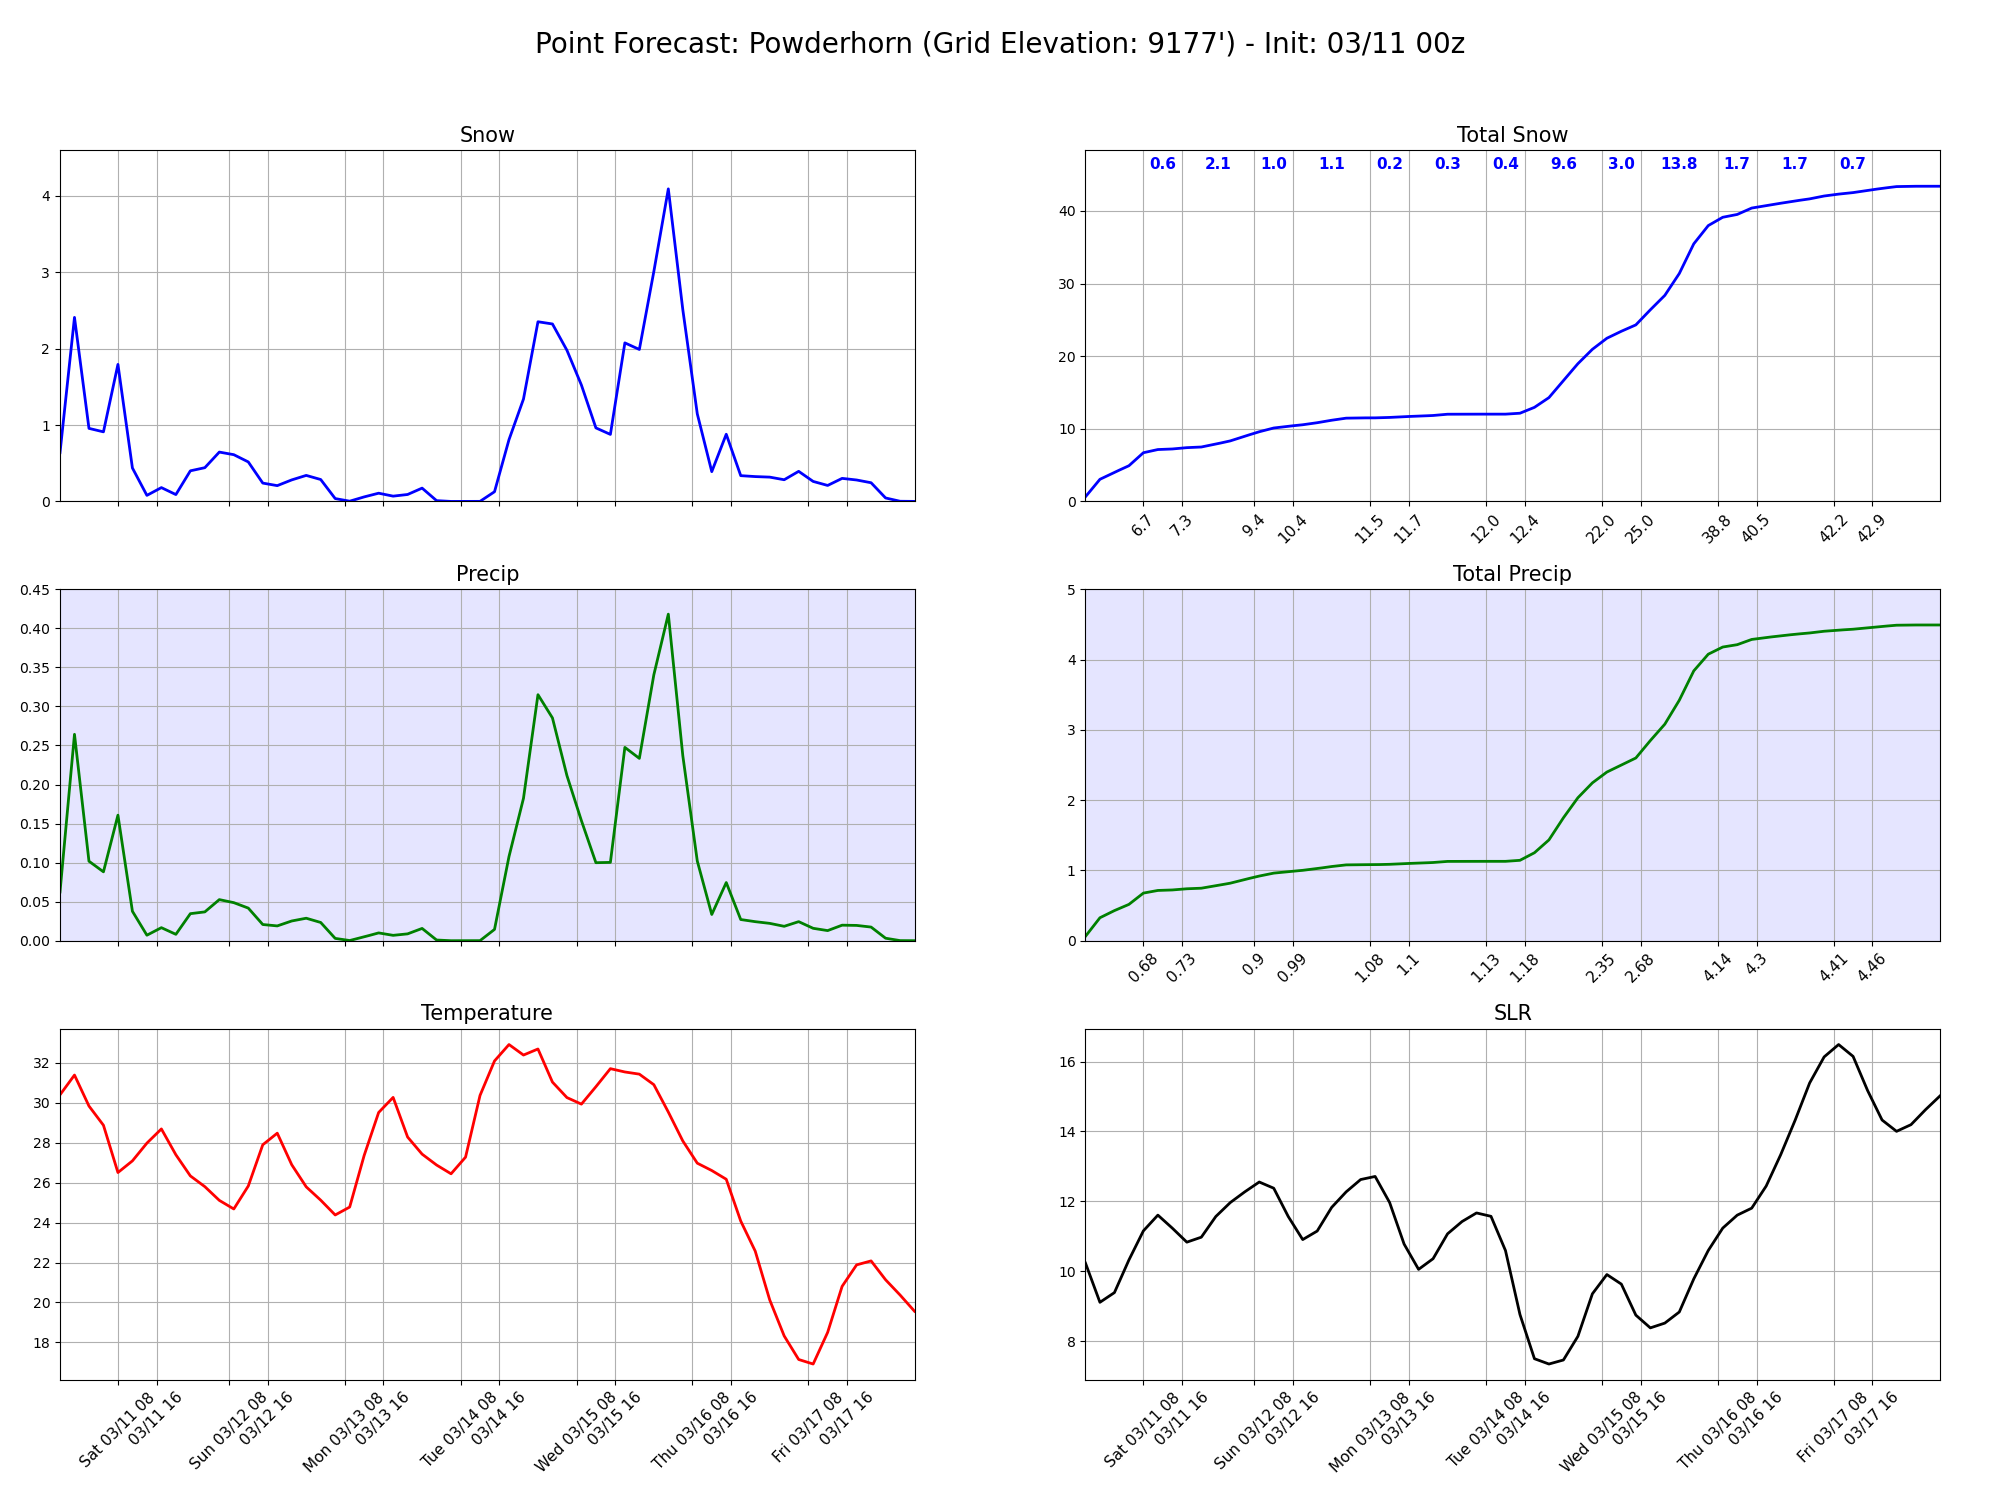 Point Forecast: Powderhorn (Grid Elevation: 9177') - Init: 03/11 00z
Snow
4
3
2
1
0
Total Snow
0.6 2.1 1.0 1.1 0.2 0.3 0.4 9.6 3.0 13.8 1.7 1.7 0.7
40
30
20
10
0
6.7 7.3 9.4 10.4 11.5 11.7 12.0 12.4 22.0 25.0 38.8 40.5 42.2 42.9
Precip
0.45
0.40
0.35
0.30
0.25
0.20
0.15
0.10
0.05
0.00
Total Precip
5
4
3
2
1
0
0.68 0.73 0.9 0.99 1.08 1.1 1.13 1.18 2.35 2.68 4.14 4.3 4.41 4.46
Temperature
32
30
28
26
24
22
20
18
Sat 03/11 08
03/11 16
Sun 03/12 08
03/12 16
Mon 03/13 08
03/13 16
Tue 03/14 08
03/14 16
Wed 03/15 08
03/15 16
Thu 03/16 08
03/16 16
Fri 03/17 08
03/17 16
SLR
16
14
12
10
8
Sat 03/11 08
03/11 16
Sun 03/12 08
03/12 16
Mon 03/13 08
03/13 16
Tue 03/14 08
03/14 16
Wed 03/15 08
03/15 16
Thu 03/16 08
03/16 16
Fri 03/17 08
03/17 16